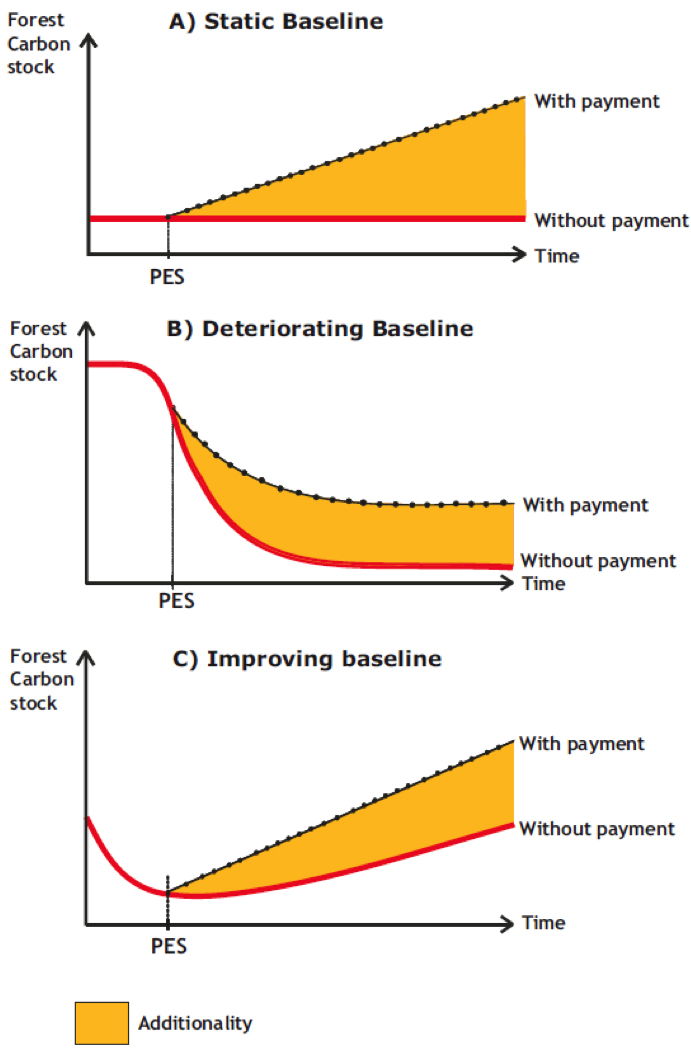 A) Static Baseline
Forest
Carbon
stock
With payment
Without payment
Time
PES
B) Deteriorating Baseline
Forest
Carbon
stock
With payment
Without payment
Time
PES
C) Improving baseline
Forest
Carbon
stock
With payment
Without payment
Time
PES
Additionality